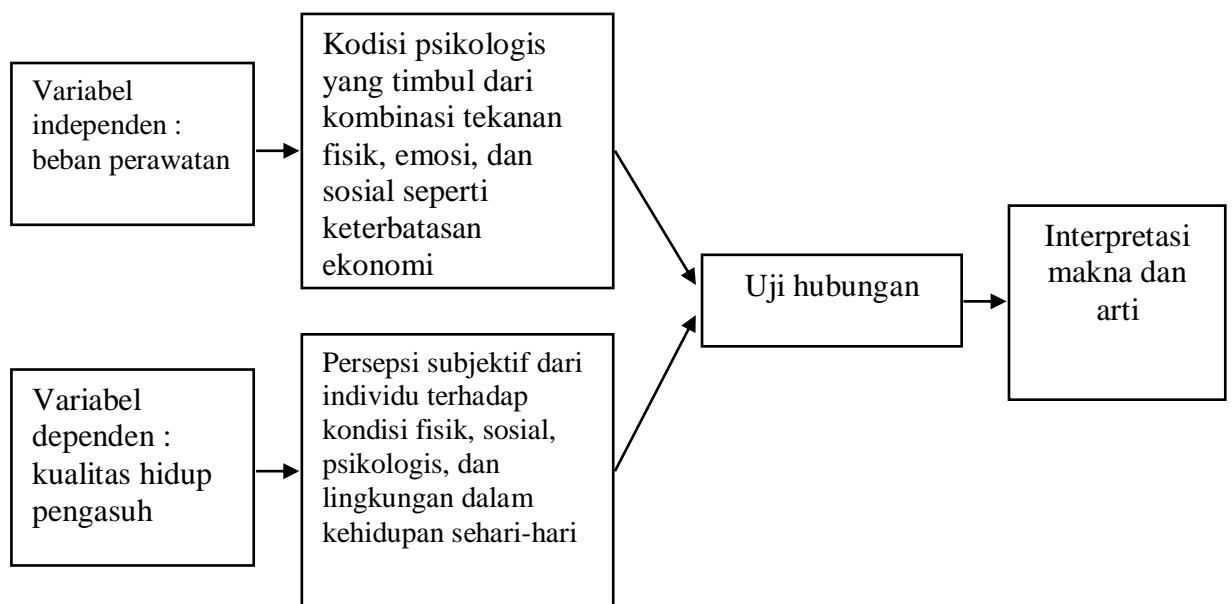 Variabel
independen :
beban perawatan
Kodisi psikologis
yang timbul dari
kombinasi tekanan
fisik, emosi, dan
sosial seperti
keterbatasan
ekonomi
Variabel
dependen :
kualitas hidup
pengasuh
Persepsi subjektif dari
individu terhadap
kondisi fisik, sosial,
psikologis, dan
lingkungan dalam
kehidupan sehari-hari
Uji hubungan
Interpretasi
makna dan
arti